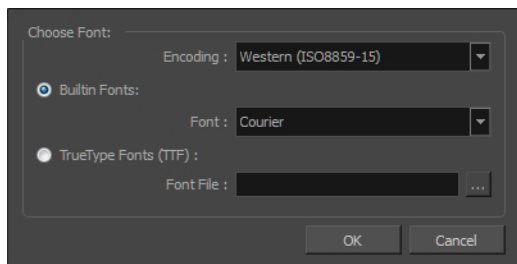 Choose Font:
Encoding : Western (ISO8859-15)
Builtin Fonts:
Font : Courier
TrueType Fonts (TTF) :
Font File :
...
OK Cancel